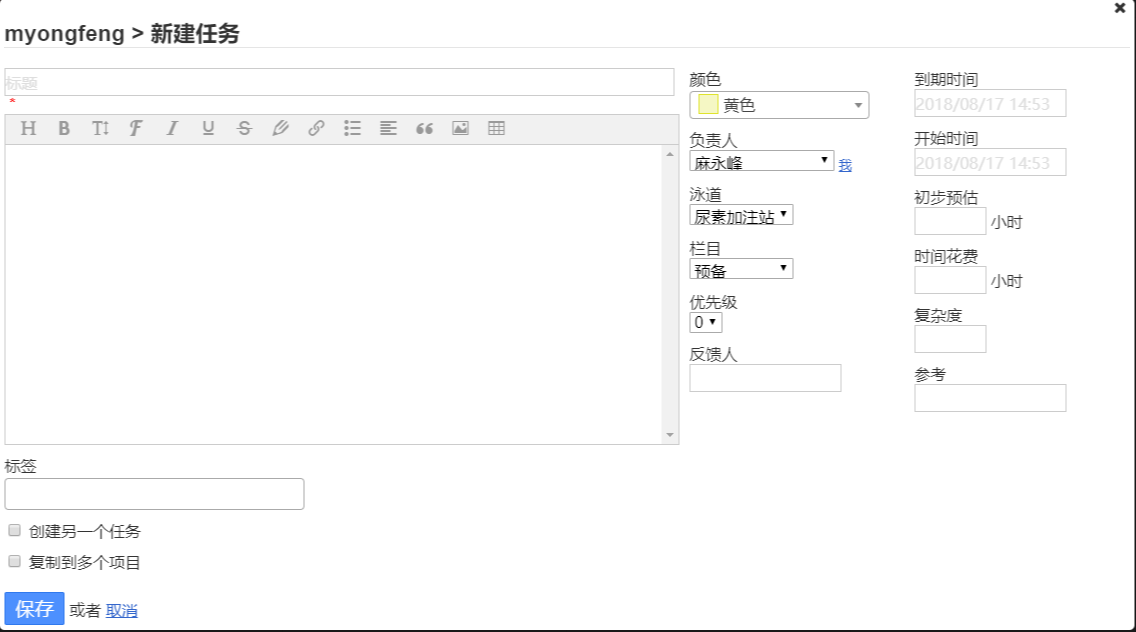 myongfeng > 新建任务
标题
*
H B T F I U S
标签
创建另一个任务
复制到多个项目
保存 或者 取消
颜色
黄色
负责人
麻永峰 我
泳道
尿素加注站
栏目
预备
优先级
0
反馈人
到期时间
2018/08/17 14:53
开始时间
2018/08/17 14:53
初步预估
小时
时间花费
小时
复杂度
参考